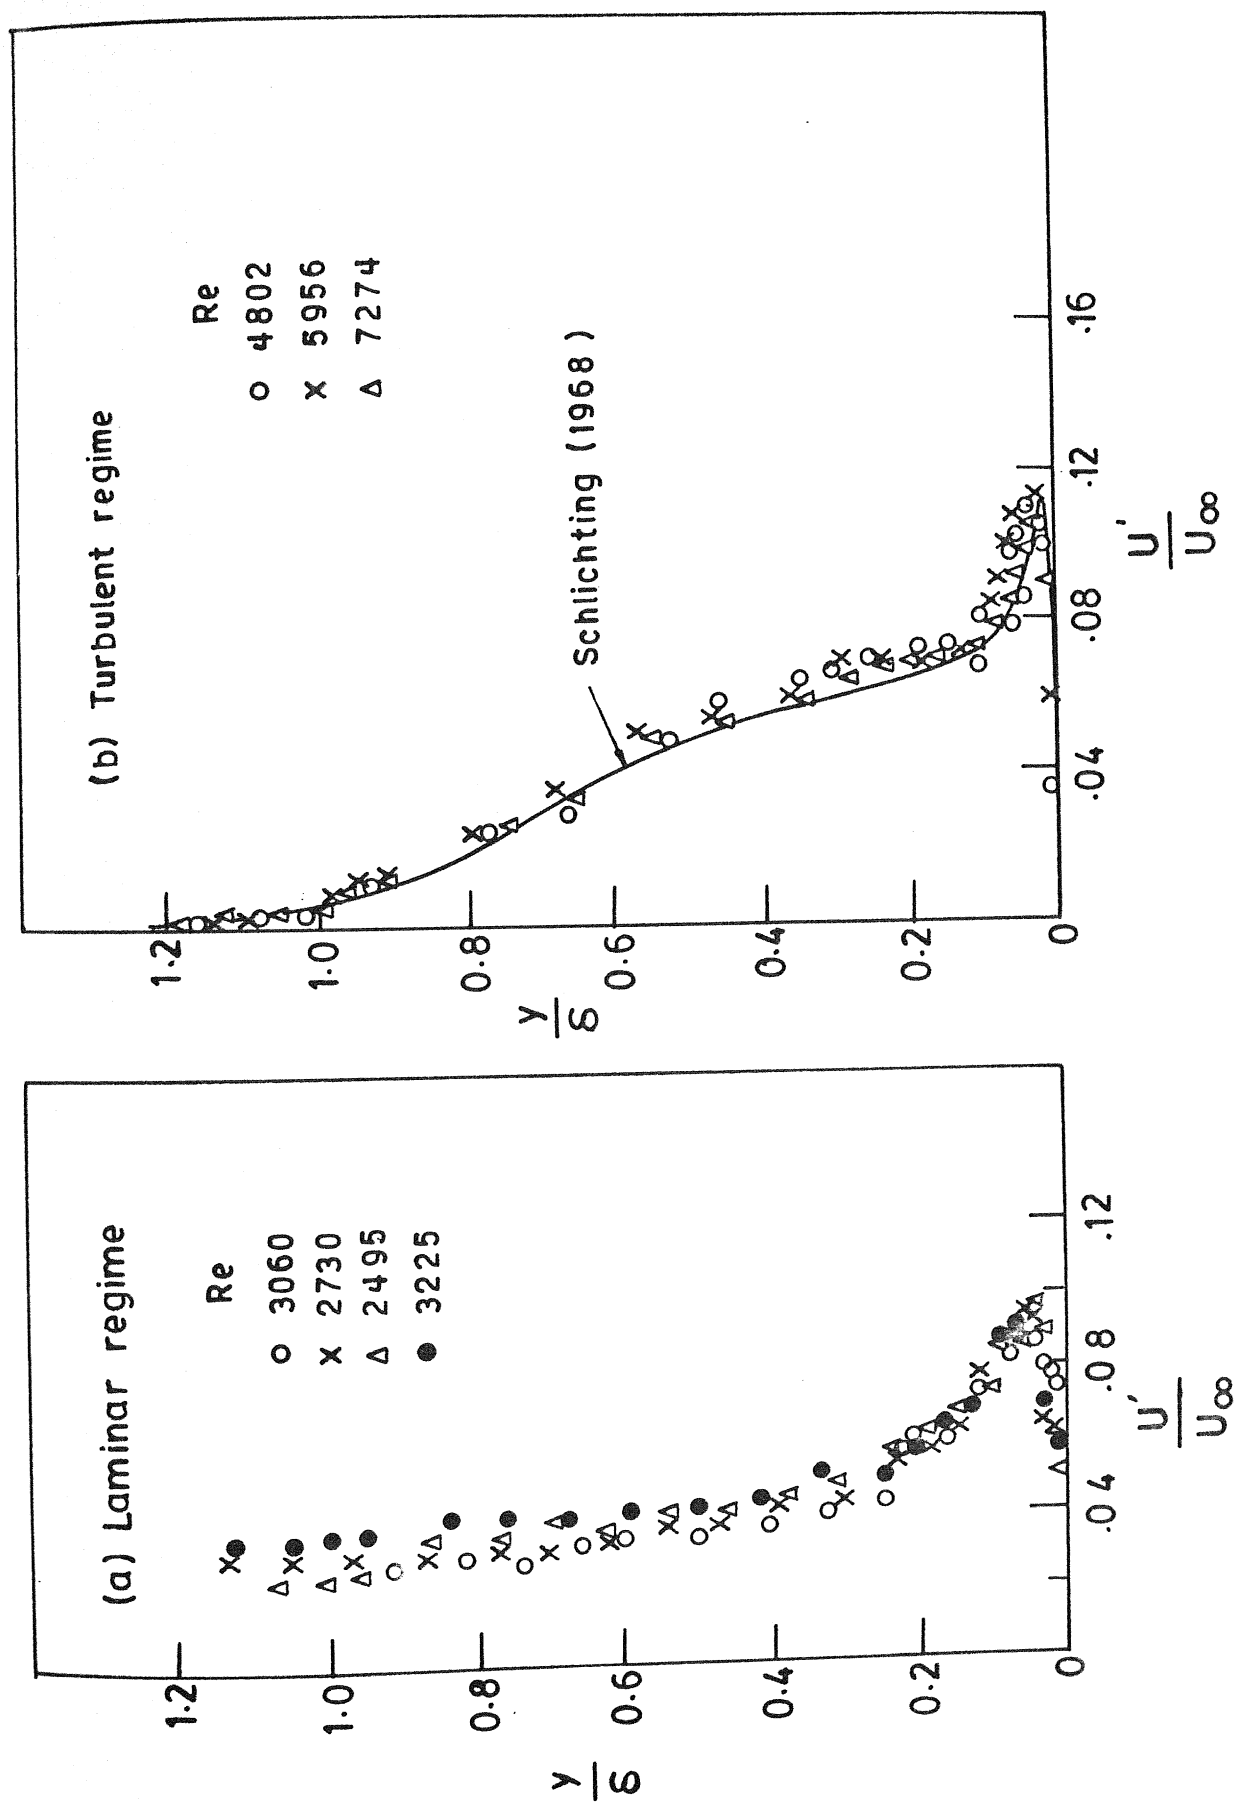 (a) Laminar regime
Re
o 3060
x 2730
Δ 2495
● 3225
y
δ
1.2
1.0
0.8
0.6
0.4
0.2
0
.04
.08
.12
U'
U∞
(b) Turbulent regime
Re
o 4802
x 5956
Δ 7274
Schlichting (1968)
y
δ
1.2
1.0
0.8
0.6
0.4
0.2
0
.04
.08
.12
.16
U'
U∞